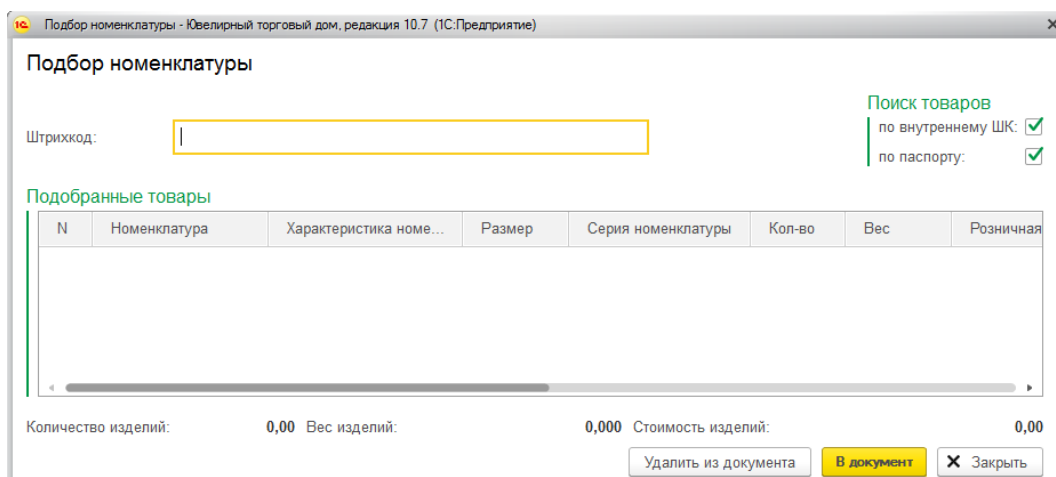 1С Подбор номенклатуры - Ювелирный торговый дом, редакция 10.7 (1С:Предприятие)
Подбор номенклатуры
Поиск товаров
Штрихкод:
по внутреннему ШК:
по паспорту:
Подобранные товары
N Номенклатура Характеристика номе... Размер Серия номенклатуры Кол-во Вес Розничная
Количество изделий: 0,00 Вес изделий: 0,000 Стоимость изделий: 0,00
Удалить из документа В документ Закрыть